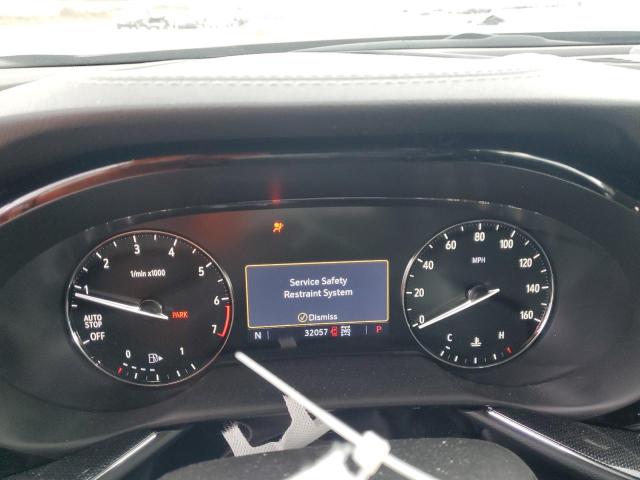 1 2 3 4 5 6 7
1/min x1000
AUTO
STOP
OFF
PARK
0 1
Service Safety
Restraint System
Dismiss
N 32057 P
0 20 40 60 80 100 120 140 160
MPH
C H